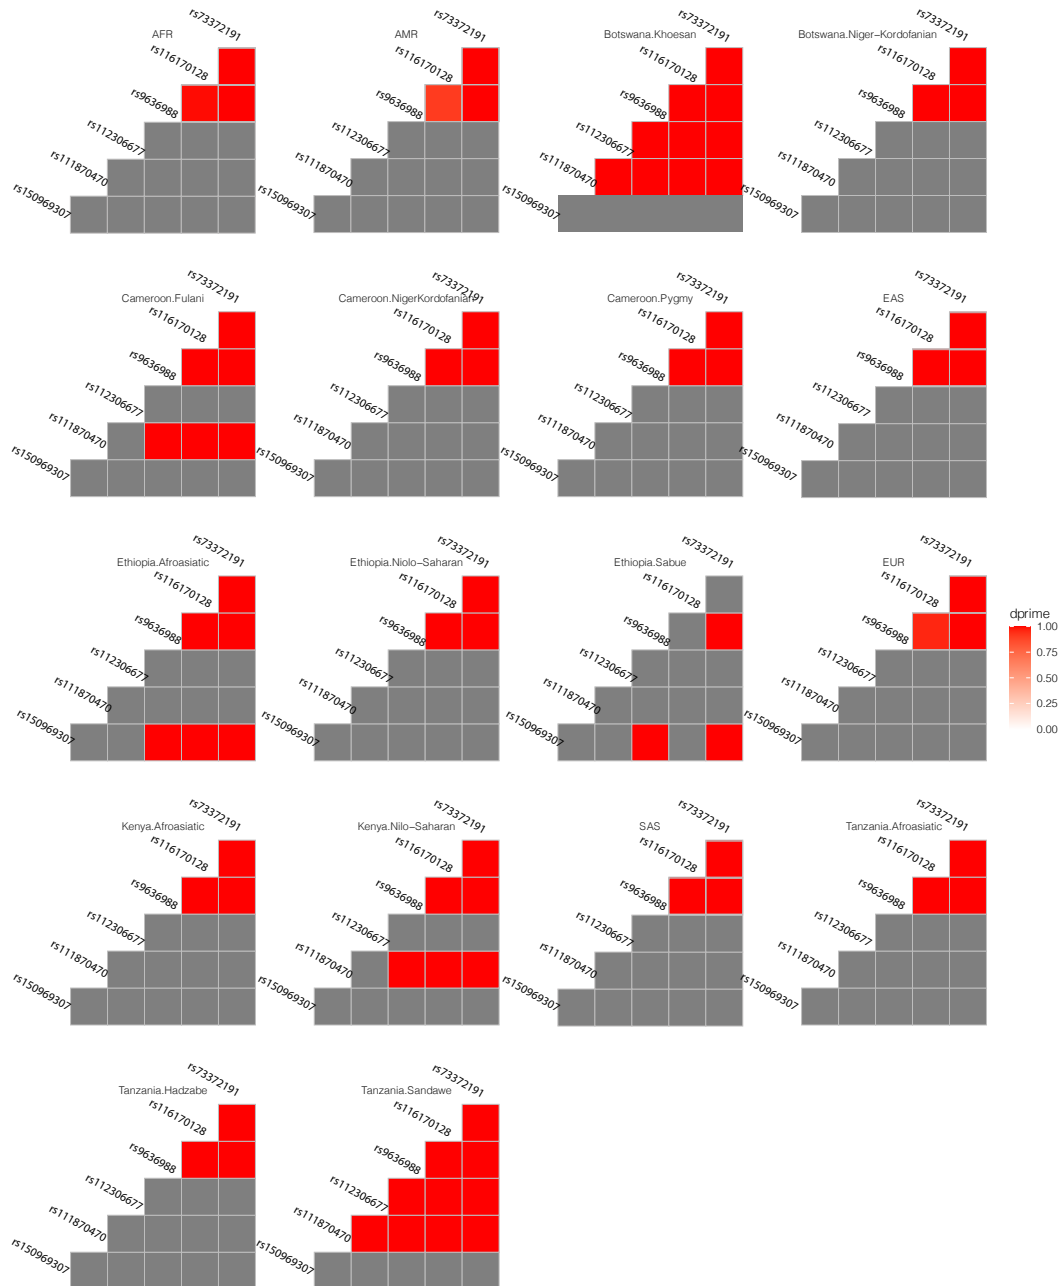 rs73372191
AFR
rs116170128
rs9636988
rs112306677
rs111870470
rs150969307
rs73372191
AMR
rs116170128
rs9636988
rs112306677
rs111870470
rs150969307
rs73372191
Botswana.Khoesan
rs116170128
rs9636988
rs112306677
rs111870470
rs150969307
rs73372191
Botswana.Niger-Kordofanian
rs116170128
rs9636988
rs112306677
rs111870470
rs150969307
rs73372191
Cameroon.Fulani
rs116170128
rs9636988
rs112306677
rs111870470
rs150969307
rs73372191
Cameroon.NigerKordofanian
rs116170128
rs9636988
rs112306677
rs111870470
rs150969307
rs73372191
Cameroon.Pygmy
rs116170128
rs9636988
rs112306677
rs111870470
rs150969307
rs73372191
EAS
rs116170128
rs9636988
rs112306677
rs111870470
rs150969307
rs73372191
Ethiopia.Afroasiatic
rs116170128
rs9636988
rs112306677
rs111870470
rs150969307
rs73372191
Ethiopia.Niolo-Saharan
rs116170128
rs9636988
rs112306677
rs111870470
rs150969307
rs73372191
Ethiopia.Sabue
rs116170128
rs9636988
rs112306677
rs111870470
rs150969307
rs73372191
EUR
rs116170128
rs9636988
rs112306677
rs111870470
rs150969307
dprime
1.00
0.75
0.50
0.25
0.00
rs73372191
Kenya.Afroasiatic
rs116170128
rs9636988
rs112306677
rs111870470
rs150969307
rs73372191
Kenya.Nilo-Saharan
rs116170128
rs9636988
rs112306677
rs111870470
rs150969307
rs73372191
SAS
rs116170128
rs9636988
rs112306677
rs111870470
rs150969307
rs73372191
Tanzania.Afroasiatic
rs116170128
rs9636988
rs112306677
rs111870470
rs150969307
rs73372191
Tanzania.Hadzabe
rs116170128
rs9636988
rs112306677
rs111870470
rs150969307
rs73372191
Tanzania.Sandawe
rs116170128
rs9636988
rs112306677
rs111870470
rs150969307